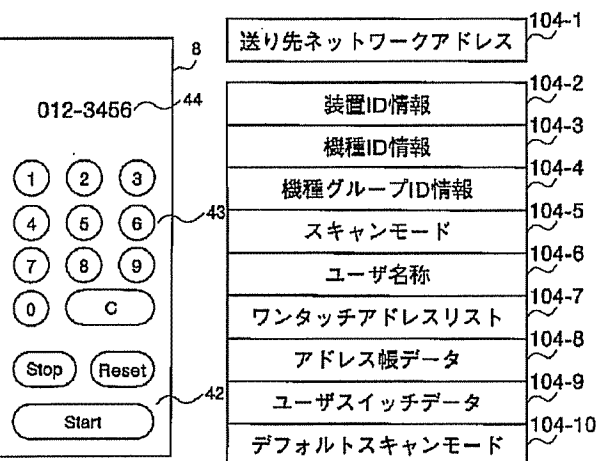 8
012-3456
44
1 2 3
4 5 6
43
7 8 9
0 C
Stop Reset
42
Start
104-1
送り先ネットワークアドレス
104-2
装置ID情報
104-3
機種ID情報
104-4
機種グループID情報
104-5
スキャンモード
104-6
ユーザ名称
104-7
ワンタッチアドレスリスト
104-8
アドレス帳データ
104-9
ユーザスイッチデータ
104-10
デフォルトスキャンモード